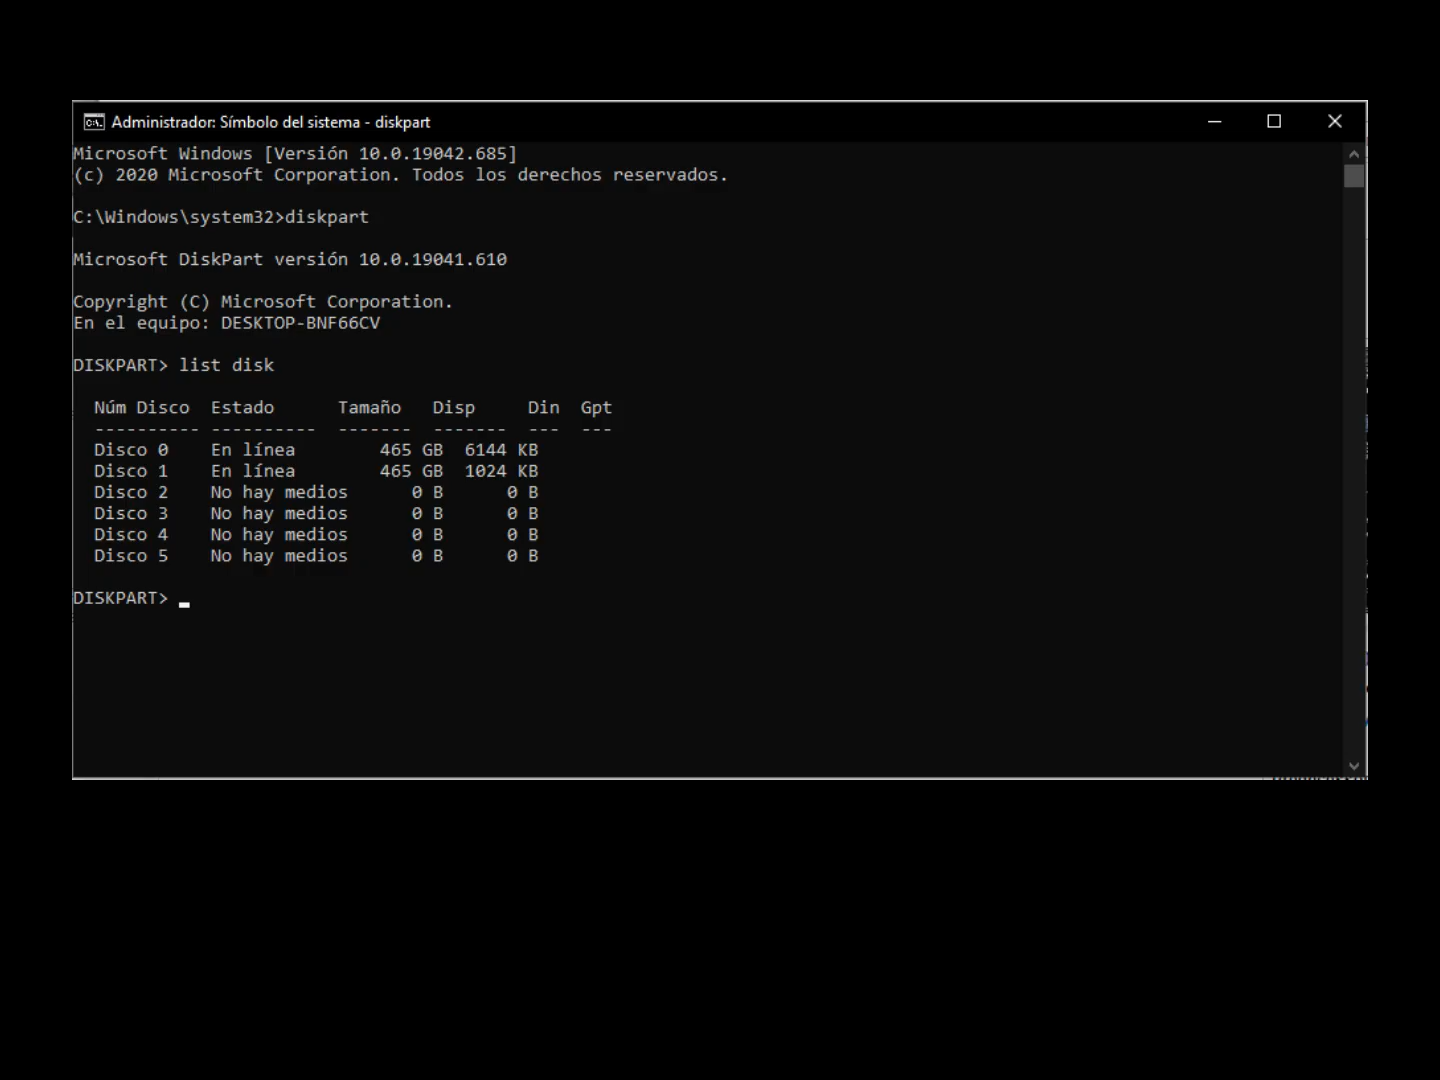 Administrador: Símbolo del sistema - diskpart
Microsoft Windows [Versión 10.0.19042.685]
(c) 2020 Microsoft Corporation. Todos los derechos reservados.
C:\Windows\system32>diskpart
Microsoft DiskPart versión 10.0.19041.610
Copyright (C) Microsoft Corporation.
En el equipo: DESKTOP-BNF66CV
DISKPART> list disk
  Núm Disco  Estado      Tamaño   Disp     Din  Gpt
  ---------- ----------  -------  -------  ---  ---
  Disco 0    En línea        465 GB  6144 KB
  Disco 1    En línea        465 GB  1024 KB
  Disco 2    No hay medios      0 B      0 B
  Disco 3    No hay medios      0 B      0 B
  Disco 4    No hay medios      0 B      0 B
  Disco 5    No hay medios      0 B      0 B
DISKPART>